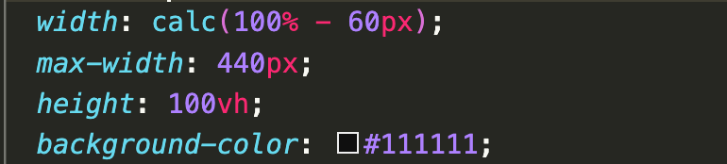 width: calc(100% - 60px);
max-width: 440px;
height: 100vh;
background-color: #111111;